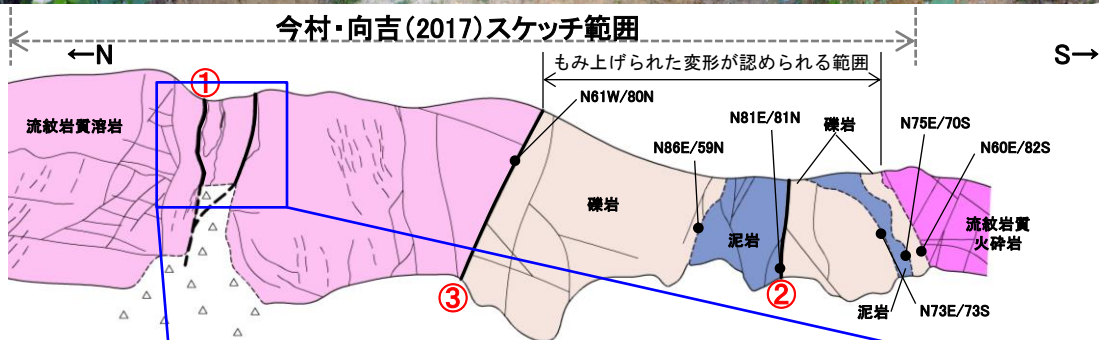 今村・向吉(2017)スケッチ範囲
←N
S→
もみ上げられた変形が認められる範囲
①
N61W/80N
N81E/81N
礫岩
N75E/70S
流紋岩質溶岩
N86E/59N
N60E/82S
礫岩
泥岩
流紋岩質
火砕岩
③
②
泥岩
N73E/73S